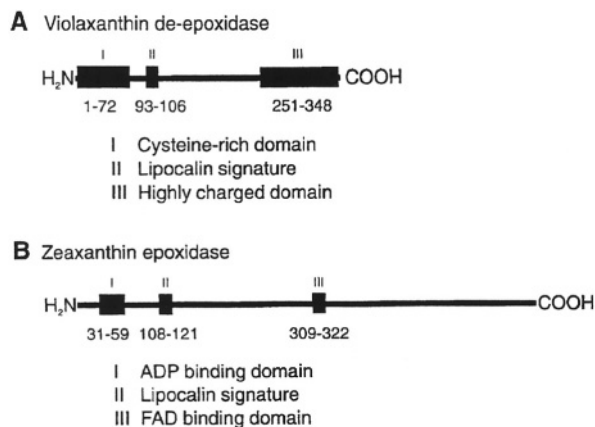 A Violaxanthin de-epoxidase
I II III
H₂N COOH
1-72 93-106 251-348
I Cysteine-rich domain
II Lipocalin signature
III Highly charged domain
B Zeaxanthin epoxidase
I II III
H₂N COOH
31-59 108-121 309-322
I ADP binding domain
II Lipocalin signature
III FAD binding domain